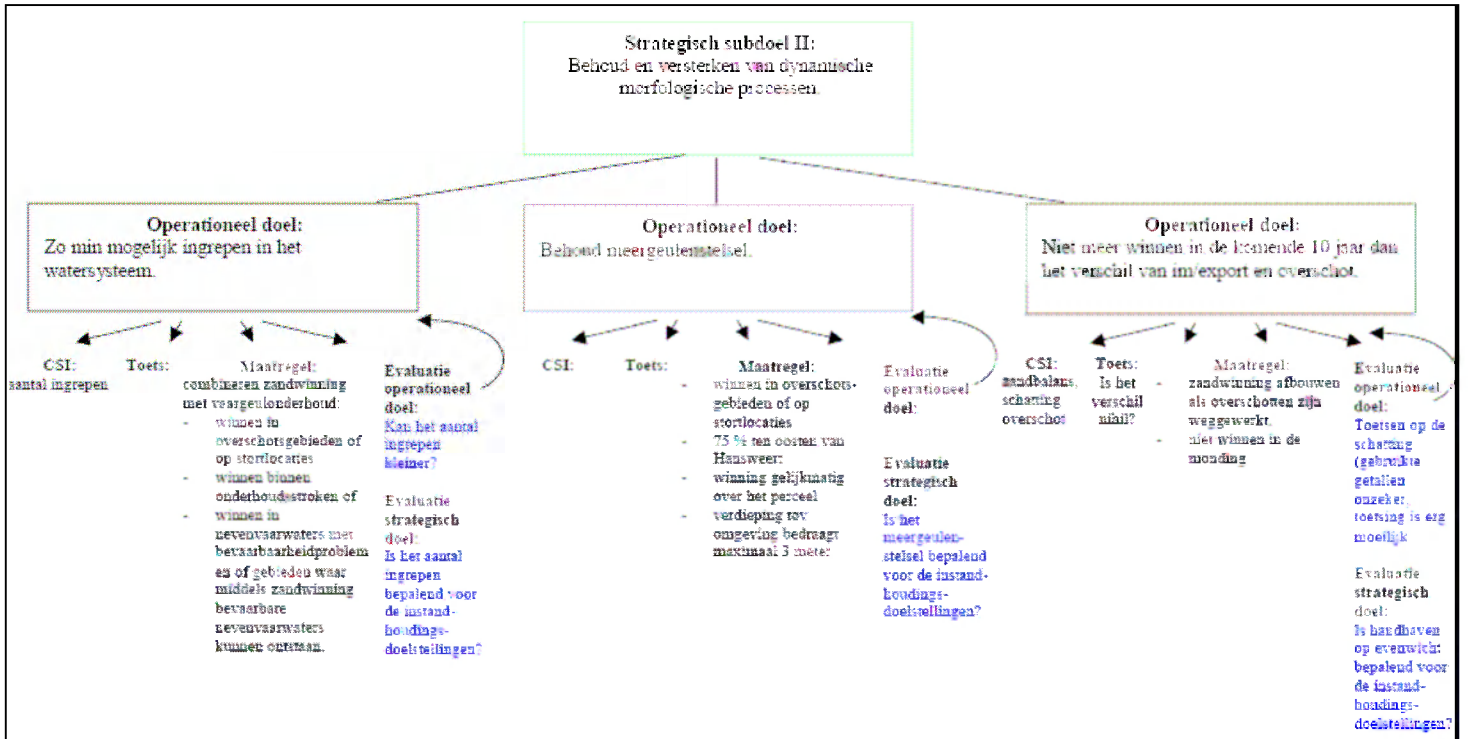 Strategisch subdoel II:
Behoud en versterken van dynamische
morfologische processen.
Operationeel doel:
Zo min mogelijk ingrepen in het
watersysteem.
Operationeel doel:
Behoud meergeulenstelsel.
Operationeel doel:
Niet meer winnen in de komende 10 jaar dan
het verschil van im/export en overschot.
CSI:
aantal ingrepen
Toets:
Maatregel:
combineren zandwinning
met vaargeulonderhoud:
- winnen in
overschotsgebieden of
op stortlocaties
- winnen binnen
onderhoudsstroken of
- winnen in
nevenvaarwaters met
bevaarbaarheidproblem
en of gebieden waar
middels zandwinning
bevaarbare
nevenvaarwaters
kunnen ontstaan.
Evaluatie
operationeel
doel:
Kan het aantal
ingrepen
kleiner?
Evaluatie
strategisch
doel:
Is het aantal
ingrepen
bepalend voor
de instand-
houdings-
doelstellingen?
CSI:
Toets:
Maatregel:
- winnen in overschots-
gebieden of op
stortlocaties
- 75 % ten oosten van
Hansweert
- winning gelijkmatig
over het perceel
- verdieping tov
omgeving bedraagt
maximaal 3 meter
Evaluatie
operationeel
doel:
Evaluatie
strategisch
doel:
Is het
meergeulen-
stelsel bepalend
voor de instand-
houdings-
doelstellingen?
CSI:
zandbalans,
schatting
overschot
Toets:
Is het
verschil
nihil?
Maatregel:
- zandwinning afbouwen
als overschotten zijn
weggewerkt,
- niet winnen in de
monding
Evaluatie
operationeel
doel:
Toetsen op de
schatting
(gebruikte
getallen
onzeker,
toetsing is erg
moeilijk
Evaluatie
strategisch
doel:
Is handhaven
op evenwicht
bepalend voor
de instand-
houdings-
doelstellingen?